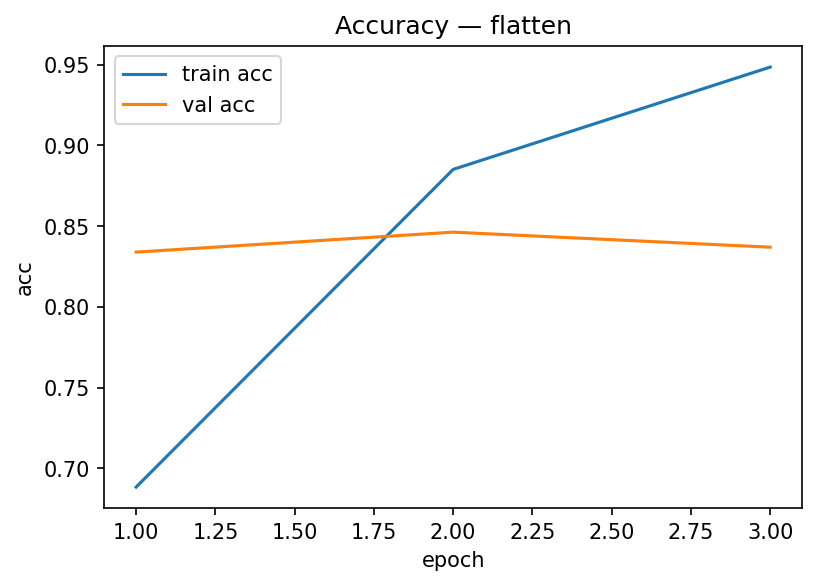 Accuracy — flatten
train acc
val acc
acc
0.95
0.90
0.85
0.80
0.75
0.70
1.00 1.25 1.50 1.75 2.00 2.25 2.50 2.75 3.00
epoch